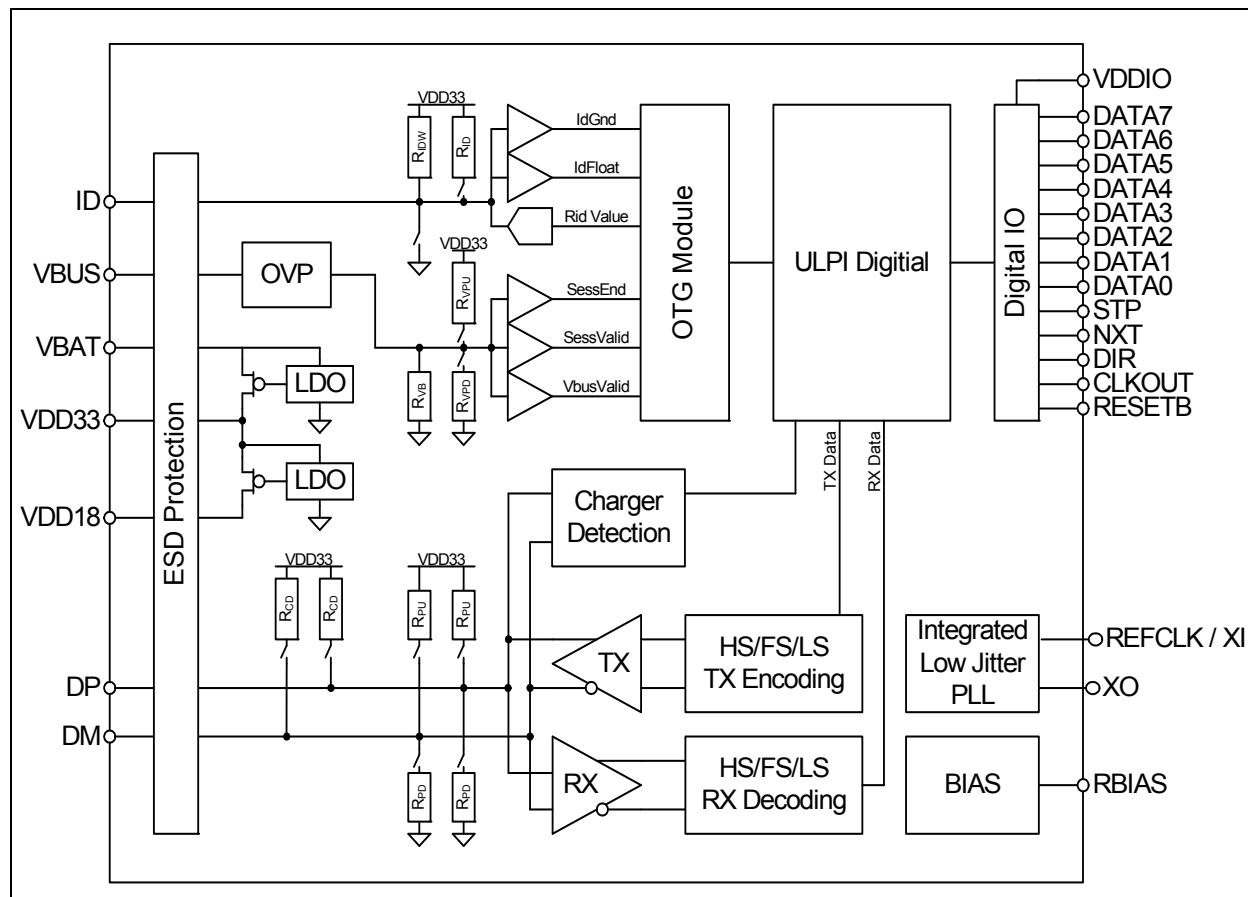 VDDIO
DATA7
DATA6
DATA5
DATA4
DATA3
DATA2
DATA1
DATA0
STP
NXT
DIR
CLKOUT
RESETB
Digital IO
ULPI Digitial
OTG Module
VDD33
RIDW
RID
IdGnd
IdFloat
Rid Value
ID
VBUS
OVP
VDD33
RVPU
SessEnd
SessValid
VbusValid
RVB
RVPD
VBAT
LDO
VDD33
LDO
VDD18
ESD Protection
TX Data
RX Data
Charger
Detection
VDD33
RCD
RCD
VDD33
RPU
RPU
TX
HS/FS/LS
TX Encoding
Integrated
Low Jitter
PLL
REFCLK / XI
XO
DP
DM
RPD
RPD
RX
HS/FS/LS
RX Decoding
BIAS
RBIAS